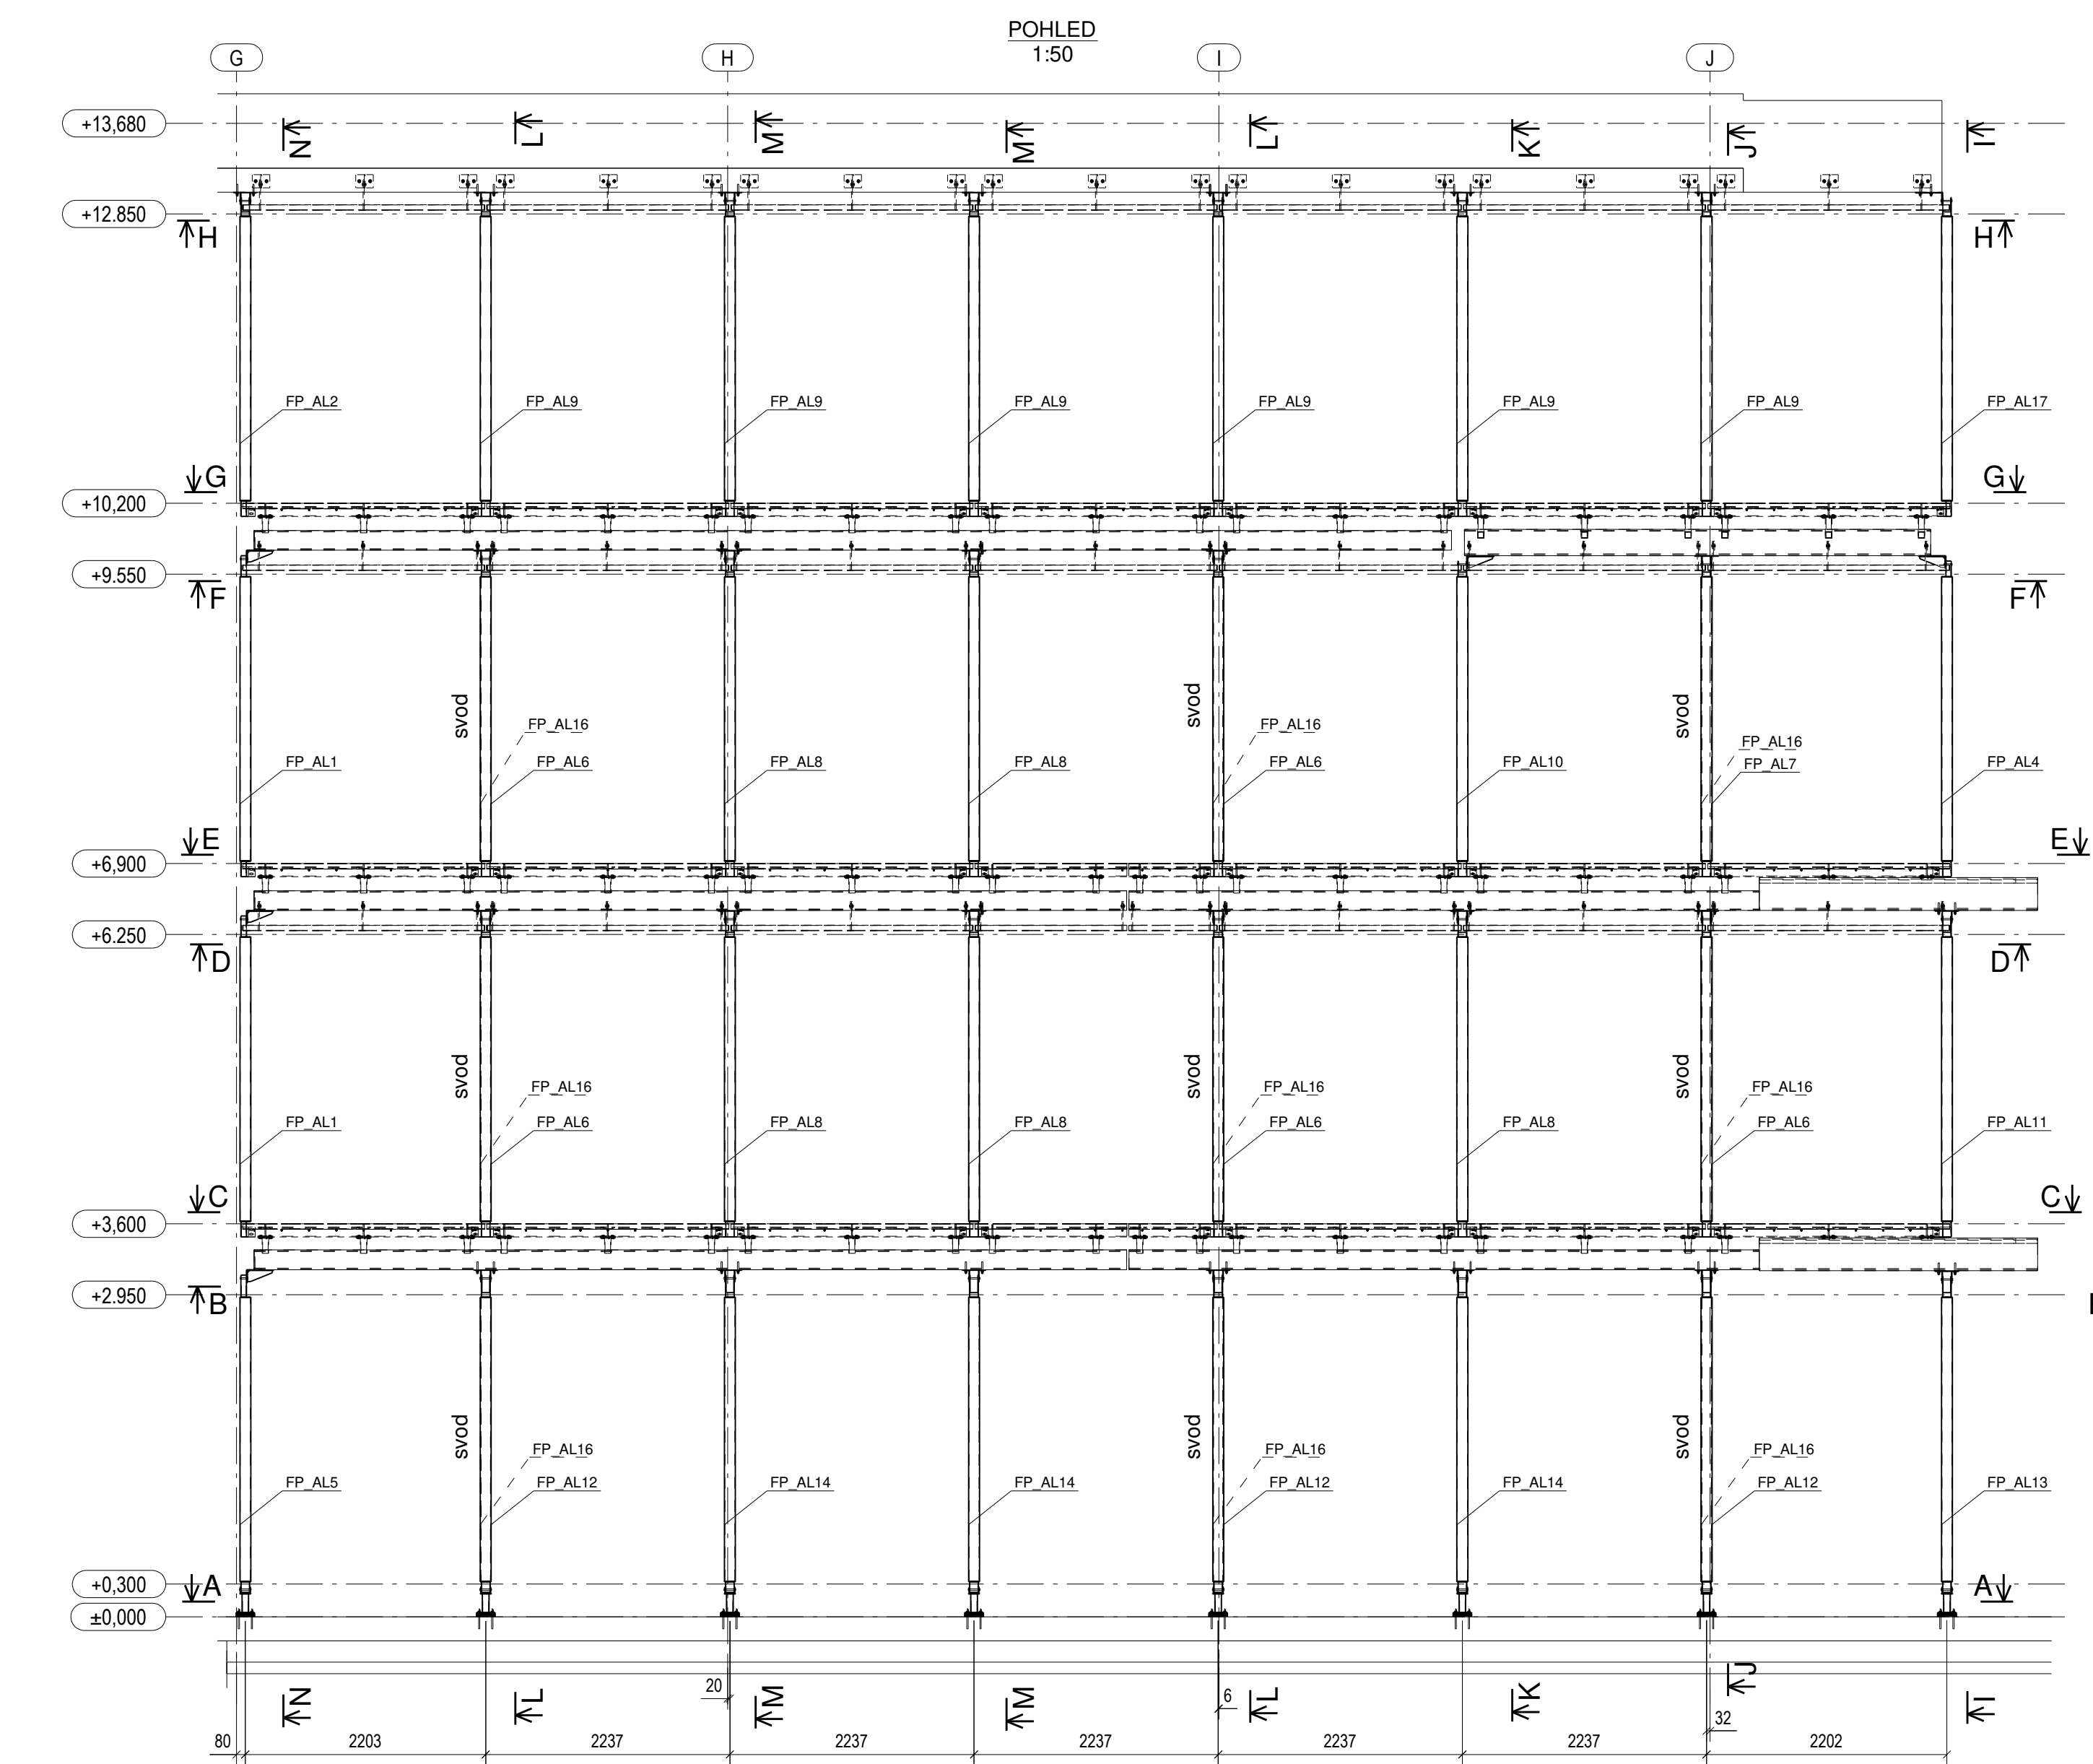 POHLED
1:50
G H I J
+13,680
N L M M L K J I
+12.850
H H
FP_AL2 FP_AL9 FP_AL9 FP_AL9 FP_AL9 FP_AL9 FP_AL9 FP_AL17
G G
+10,200
+9.550
F F
svod svod svod
FP_AL16 FP_AL16 FP_AL16
FP_AL1 FP_AL6 FP_AL8 FP_AL8 FP_AL6 FP_AL10 FP_AL7 FP_AL4
E E
+6,900
+6.250
D D
svod svod svod
FP_AL16 FP_AL16 FP_AL16
FP_AL1 FP_AL6 FP_AL8 FP_AL8 FP_AL6 FP_AL8 FP_AL6 FP_AL11
C C
+3,600
+2.950
B
svod svod svod
FP_AL16 FP_AL16 FP_AL16
FP_AL5 FP_AL12 FP_AL14 FP_AL14 FP_AL12 FP_AL14 FP_AL12 FP_AL13
+0,300
A A
±0,000
N L 20 M M 6 L K J I
32
80 2203 2237 2237 2237 2237 2237 2202